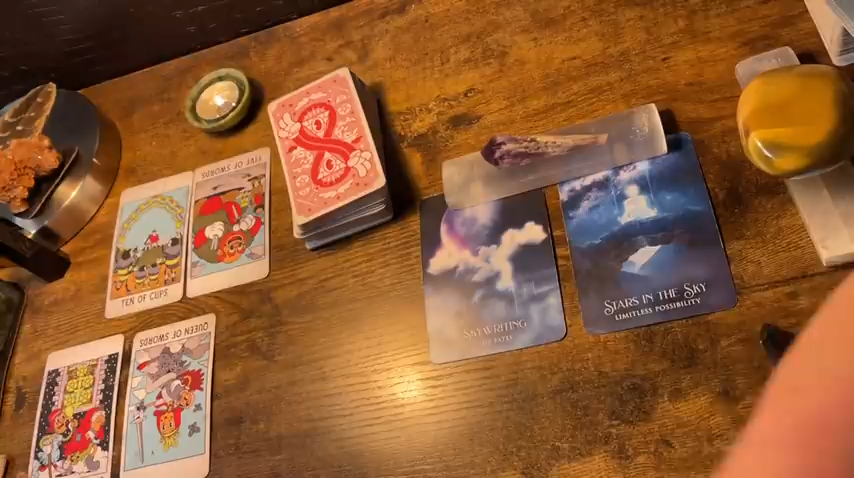 FIVE OF SWORDS
TEN OF CUPS
QUEEN OF SWORDS
SKYWRITING
STARS IN THE SKY
LIMITLESS POSSIBILITY